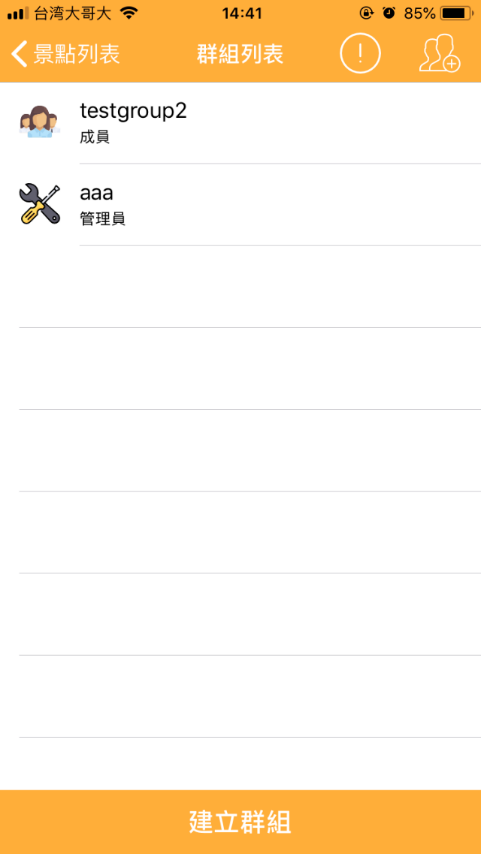 台湾大哥大 14:41 85%
景點列表 群組列表
testgroup2
成員
aaa
管理員
建立群組